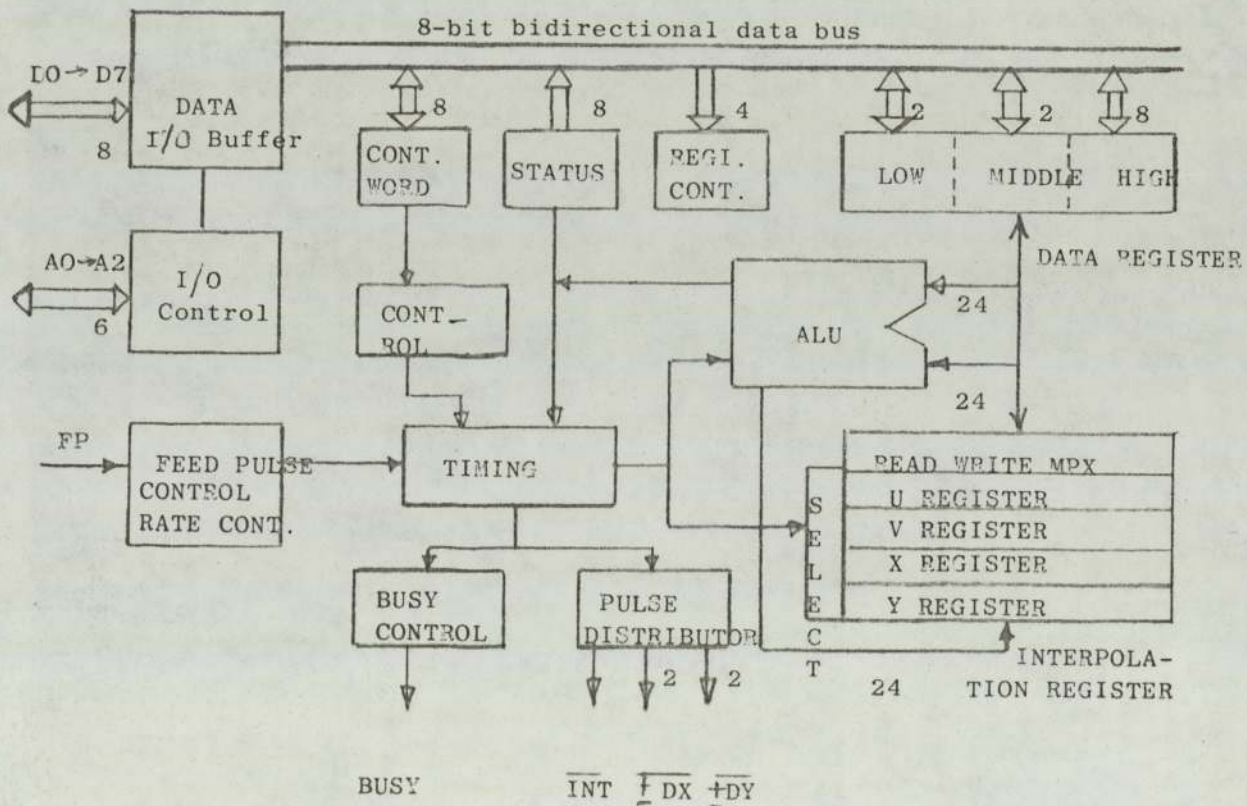 8-bit bidirectional data bus
D0→D7
8
DATA
I/O Buffer
8
CONT.
WORD
8
STATUS
4
REGI.
CONT.
2
2
8
LOW
MIDDLE
HIGH
DATA REGISTER
A0→A2
6
I/O
Control
CONT-
ROL
ALU
24
24
FP
FEED PULSE
CONTROL
RATE CONT.
TIMING
READ WRITE MPX
U REGISTER
V REGISTER
X REGISTER
Y REGISTER
SELECT
BUSY
CONTROL
PULSE
DISTRIBUTOR
2
2
24
INTERPOLA-
TION REGISTER
BUSY
INT ± DX ±DY